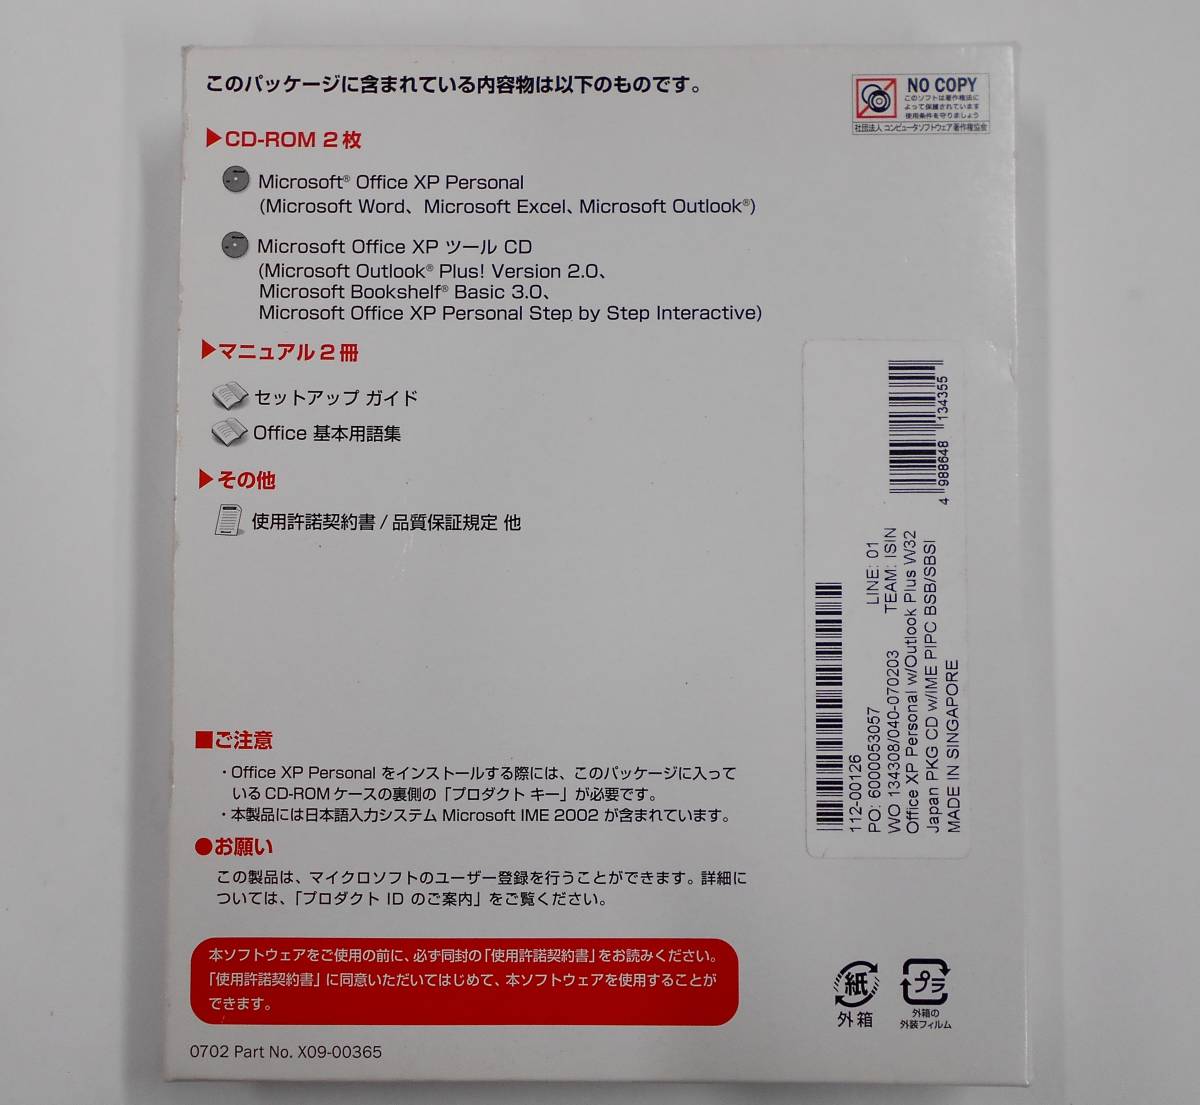 このパッケージに含まれている内容物は以下のものです。
NO COPY
このソフトは著作権法に
よって保護されています
使用条件を守りましょう
社団法人 コンピュータソフトウェア著作権協会
▶CD-ROM 2枚
Microsoft® Office XP Personal
(Microsoft Word、Microsoft Excel、Microsoft Outlook®)
Microsoft Office XP ツール CD
(Microsoft Outlook® Plus! Version 2.0、
Microsoft Bookshelf® Basic 3.0、
Microsoft Office XP Personal Step by Step Interactive)
▶マニュアル2冊
セットアップ ガイド
Office 基本用語集
▶その他
使用許諾契約書/品質保証規定 他
4 988648 134355
112-00126
PO: 6000053057 LINE: 01
WO 134308/040-070203 TEAM: ISIN
Office XP Personal w/Outlook Plus W32
Japan PKG CD w/IME PIPC BSB/SBSI
MADE IN SINGAPORE
■ご注意
・Office XP Personal をインストールする際には、このパッケージに入って
いるCD-ROMケースの裏側の「プロダクト キー」が必要です。
・本製品には日本語入力システム Microsoft IME 2002 が含まれています。
●お願い
この製品は、マイクロソフトのユーザー登録を行うことができます。詳細に
ついては、「プロダクト ID のご案内」をご覧ください。
本ソフトウェアをご使用の前に、必ず同封の「使用許諾契約書」をお読みください。
「使用許諾契約書」に同意いただいてはじめて、本ソフトウェアを使用することが
できます。
紙
外箱
プラ
外箱の
外装フィルム
0702 Part No. X09-00365